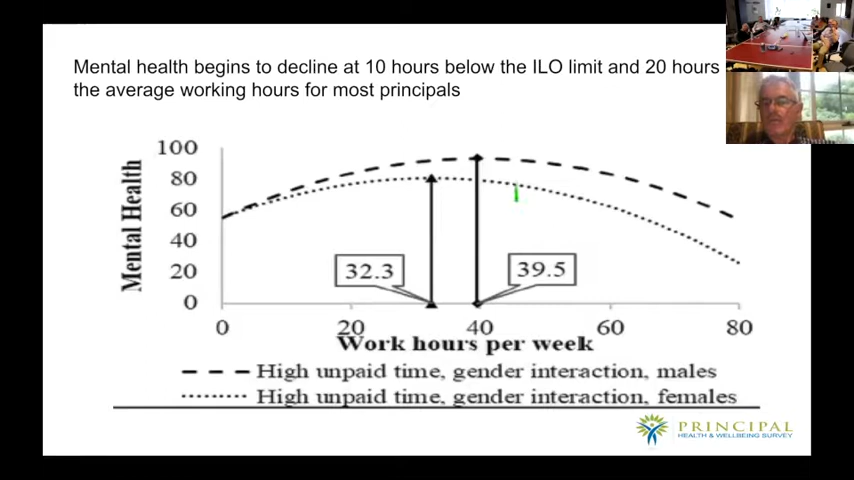 Mental health begins to decline at 10 hours below the ILO limit and 20 hours
the average working hours for most principals
100
80
60
40
20
0
Mental Health
32.3
39.5
0
20
40
60
80
Work hours per week
High unpaid time, gender interaction, males
High unpaid time, gender interaction, females
PRINCIPAL
HEALTH & WELLBEING SURVEY